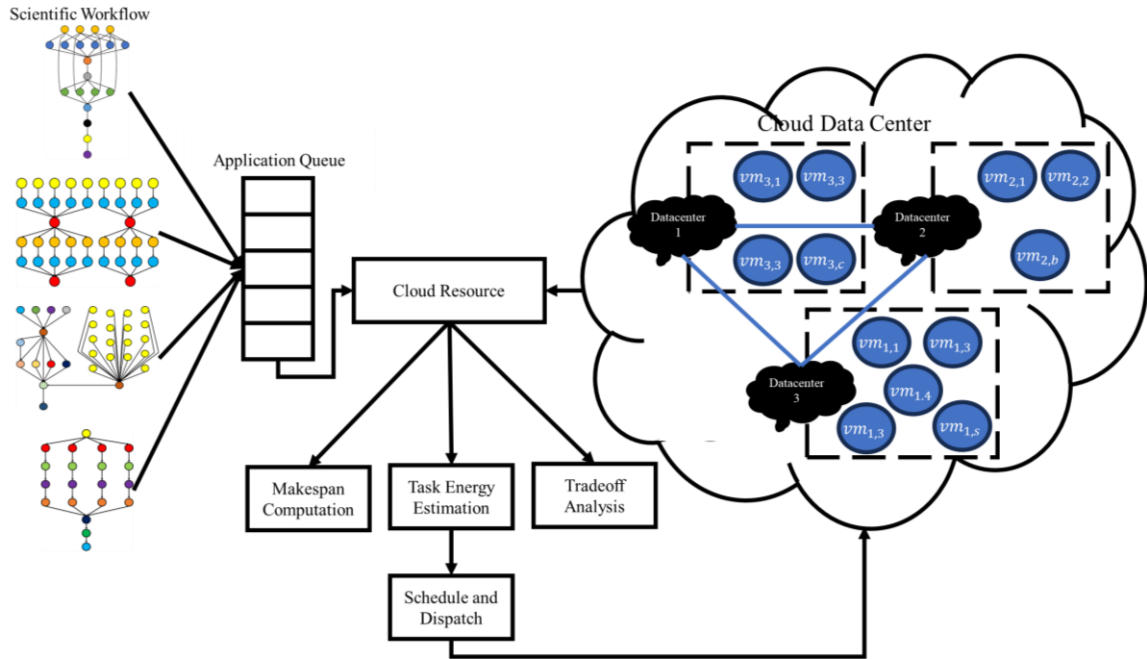 Scientific Workflow
Application Queue
Cloud Resource
Makespan
Computation
Task Energy
Estimation
Tradeoff
Analysis
Schedule and
Dispatch
Cloud Data Center
Datacenter
1
vm3,1
vm3,3
vm3,3
vm3,c
Datacenter
2
vm2,1
vm2,2
vm2,b
Datacenter
3
vm1,1
vm1,3
vm1.4
vm1,3
vm1,s